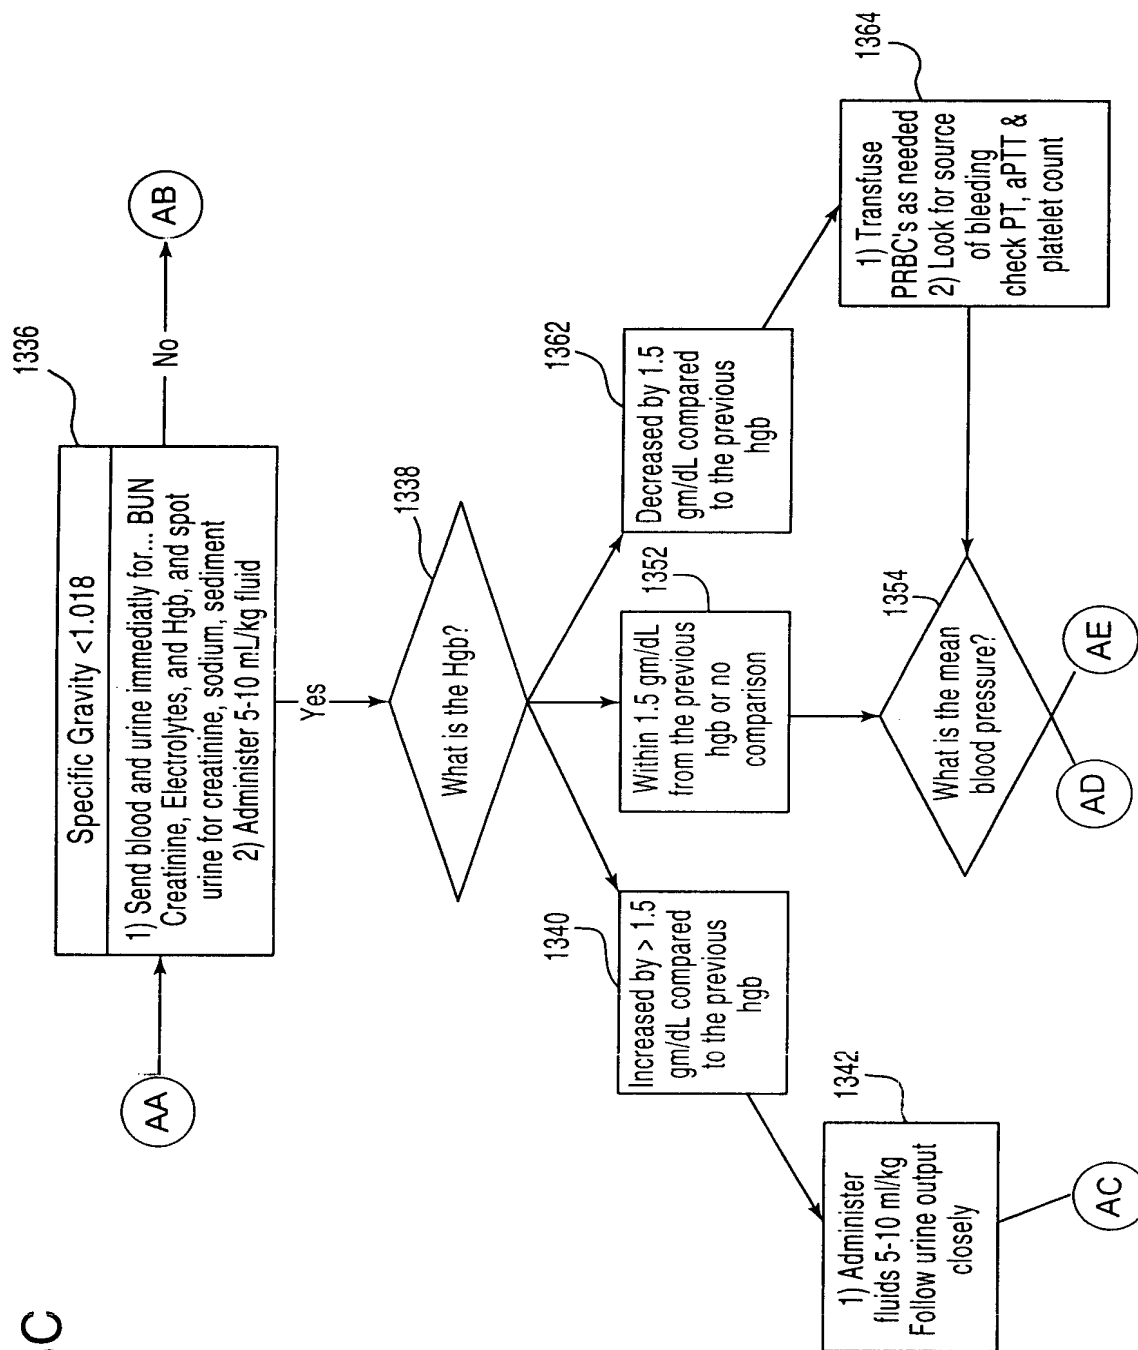 C
AA
1336
Specific Gravity <1.018
1) Send blood and urine immediatly for... BUN
Creatinine, Electrolytes, and Hgb, and spot
urine for creatinine, sodium, sediment
2) Administer 5-10 mL/kg fluid
No
AB
Yes
1338
What is the Hgb?
1340
Increased by > 1.5
gm/dL compared
to the previous
hgb
1352
Within 1.5 gm/dL
from the previous
hgb or no
comparison
1362
Decreased by 1.5
gm/dL compared
to the previous
hgb
1342
1) Administer
fluids 5-10 ml/kg
Follow urine output
closely
AC
1354
What is the mean
blood pressure?
AD
AE
1364
1) Transfuse
PRBC's as needed
2) Look for source
of bleeding
check PT, aPTT &
platelet count